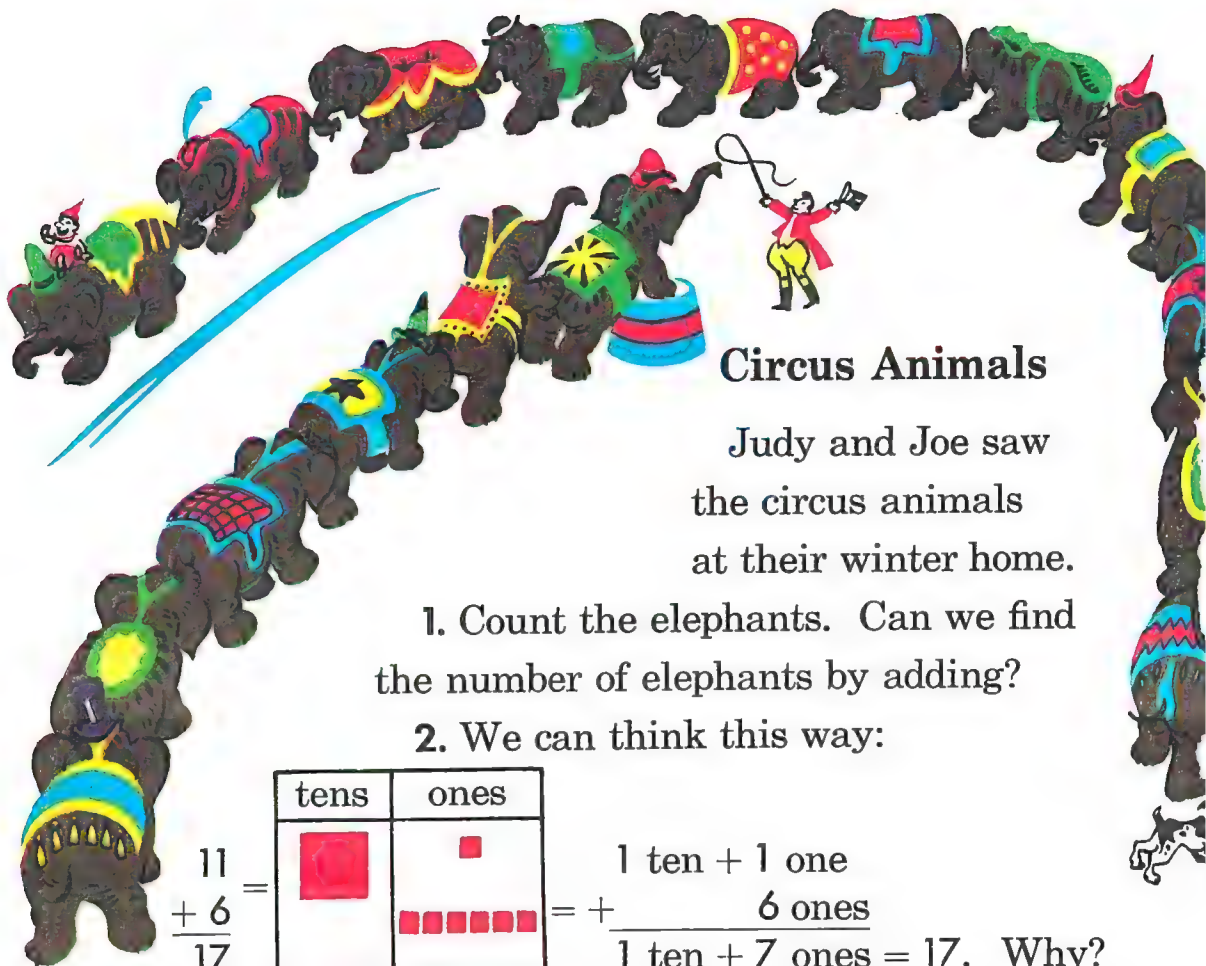 Circus Animals
Judy and Joe saw
the circus animals
at their winter home.
1. Count the elephants. Can we find
the number of elephants by adding?
2. We can think this way:
tens ones
11
+ 6
17
=
= +
1 ten + 1 one
6 ones
1 ten + 7 ones = 17. Why?